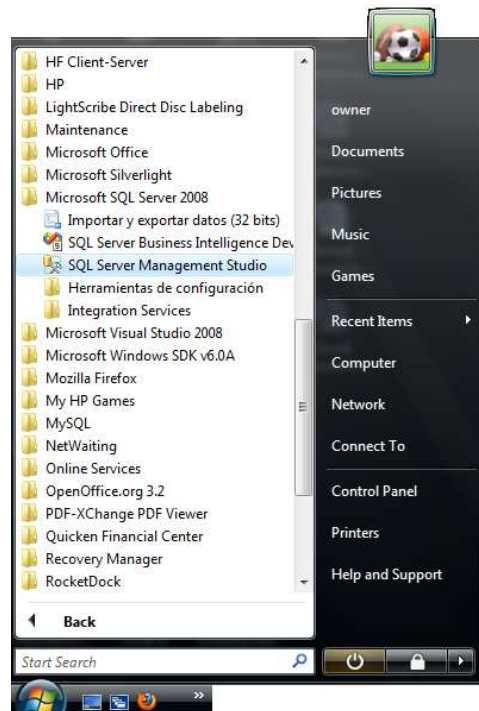 HF Client-Server
HP
LightScribe Direct Disc Labeling
Maintenance
Microsoft Office
Microsoft Silverlight
Microsoft SQL Server 2008
Importar y exportar datos (32 bits)
SQL Server Business Intelligence Dev
SQL Server Management Studio
Herramientas de configuración
Integration Services
Microsoft Visual Studio 2008
Microsoft Windows SDK v6.0A
Mozilla Firefox
My HP Games
MySQL
NetWaiting
Online Services
OpenOffice.org 3.2
PDF-XChange PDF Viewer
Quicken Financial Center
Recovery Manager
RocketDock
Back
Start Search
owner
Documents
Pictures
Music
Games
Recent Items
Computer
Network
Connect To
Control Panel
Printers
Help and Support